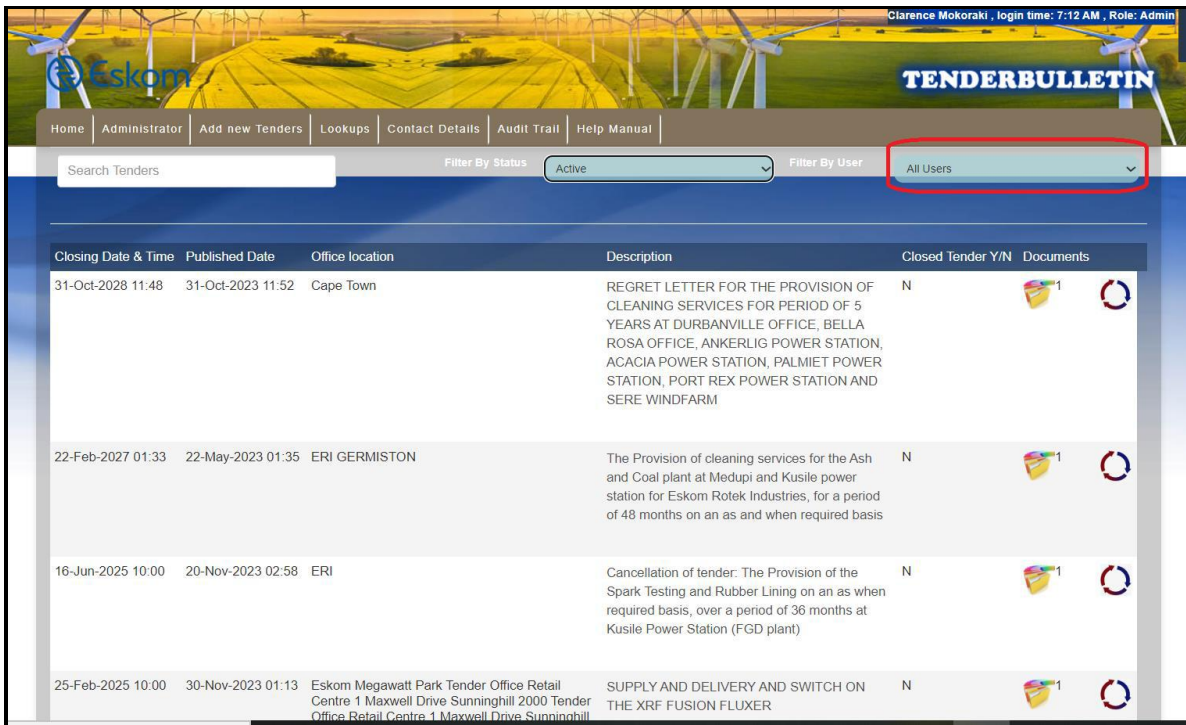 Clarence Mokoraki , login time: 7:12 AM , Role: Admin
Eskom
TENDERBULLETIN
Home Administrator Add new Tenders Lookups Contact Details Audit Trail Help Manual
Search Tenders Filter By Status Active Filter By User All Users
Closing Date & Time Published Date Office location Description Closed Tender Y/N Documents
31-Oct-2028 11:48 31-Oct-2023 11:52 Cape Town REGRET LETTER FOR THE PROVISION OF N 1
CLEANING SERVICES FOR PERIOD OF 5
YEARS AT DURBANVILLE OFFICE, BELLA
ROSA OFFICE, ANKERLIG POWER STATION,
ACACIA POWER STATION, PALMIET POWER
STATION, PORT REX POWER STATION AND
SERE WINDFARM
22-Feb-2027 01:33 22-May-2023 01:35 ERI GERMISTON The Provision of cleaning services for the Ash N 1
and Coal plant at Medupi and Kusile power
station for Eskom Rotek Industries, for a period
of 48 months on an as and when required basis
16-Jun-2025 10:00 20-Nov-2023 02:58 ERI Cancellation of tender: The Provision of the N 1
Spark Testing and Rubber Lining on an as when
required basis, over a period of 36 months at
Kusile Power Station (FGD plant)
25-Feb-2025 10:00 30-Nov-2023 01:13 Eskom Megawatt Park Tender Office Retail SUPPLY AND DELIVERY AND SWITCH ON N 1
Centre 1 Maxwell Drive Sunninghill 2000 Tender THE XRF FUSION FLUXER
Office Retail Centre 1 Maxwell Drive Sunninghill